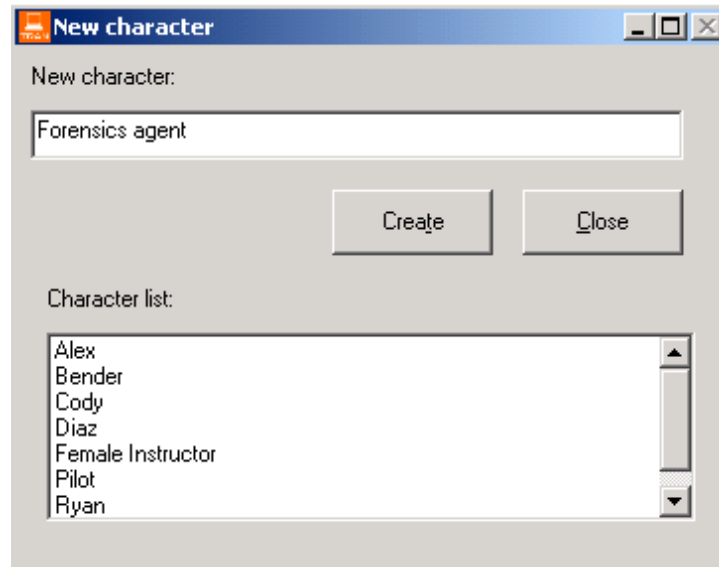 New character
New character:
Forensics agent
Create
Close
Character list:
Alex
Bender
Cody
Diaz
Female Instructor
Pilot
Ryan